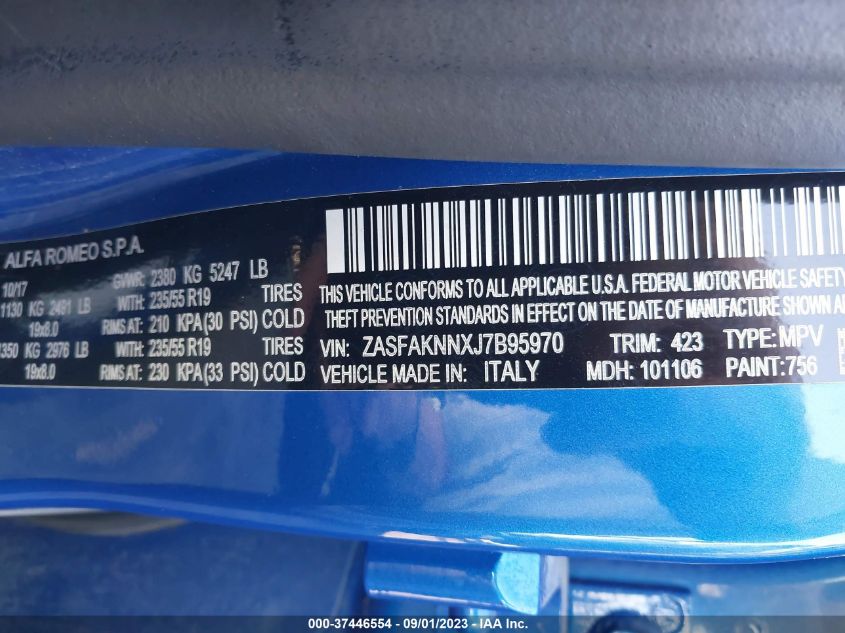 ALFA ROMEO S.P.A.
10/17 GVWR: 2380 KG 5247 LB
1130 KG 2491 LB WITH: 235/55 R19 TIRES
19x8.0 RIMS AT: 210 KPA(30 PSI) COLD
1350 KG 2976 LB WITH: 235/55 R19 TIRES
19x8.0 RIMS AT: 230 KPA(33 PSI) COLD
THIS VEHICLE CONFORMS TO ALL APPLICABLE U.S.A. FEDERAL MOTOR VEHICLE SAFETY
THEFT PREVENTION STANDARDS IN EFFECT ON THE DATE OF MANUFACTURE SHOWN
VIN: ZASFAKNNXJ7B95970 TRIM: 423 TYPE: MPV
VEHICLE MADE IN: ITALY MDH: 101106 PAINT:756
000-37446554 - 09/01/2023 - IAA Inc.